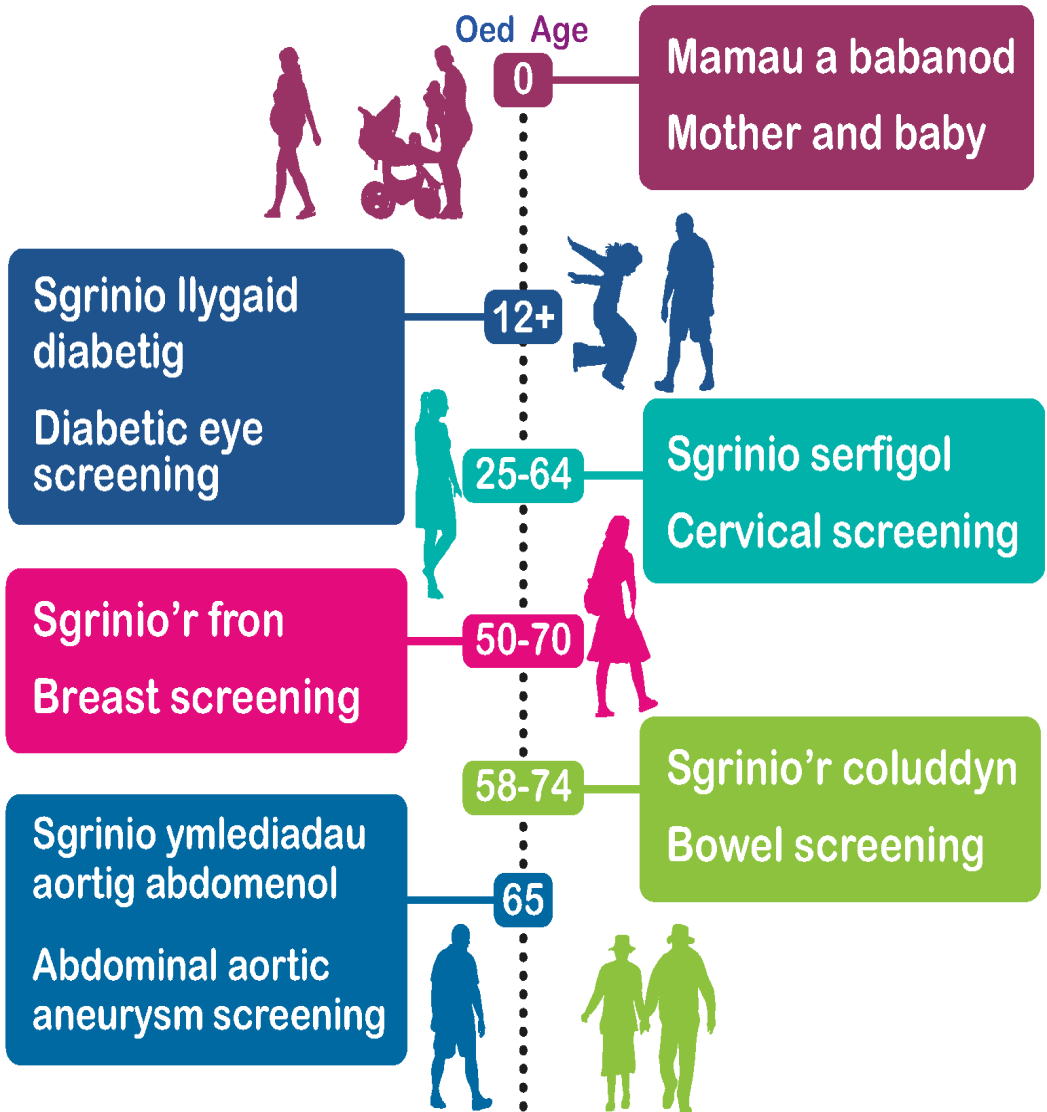 Oed Age
0
Mamau a babanod
Mother and baby
12+
Sgrinio llygaid
diabetig
Diabetic eye
screening
25-64
Sgrinio serfigol
Cervical screening
50-70
Sgrinio’r fron
Breast screening
58-74
Sgrinio’r coluddyn
Bowel screening
65
Sgrinio ymlediadau
aortig abdomenol
Abdominal aortic
aneurysm screening